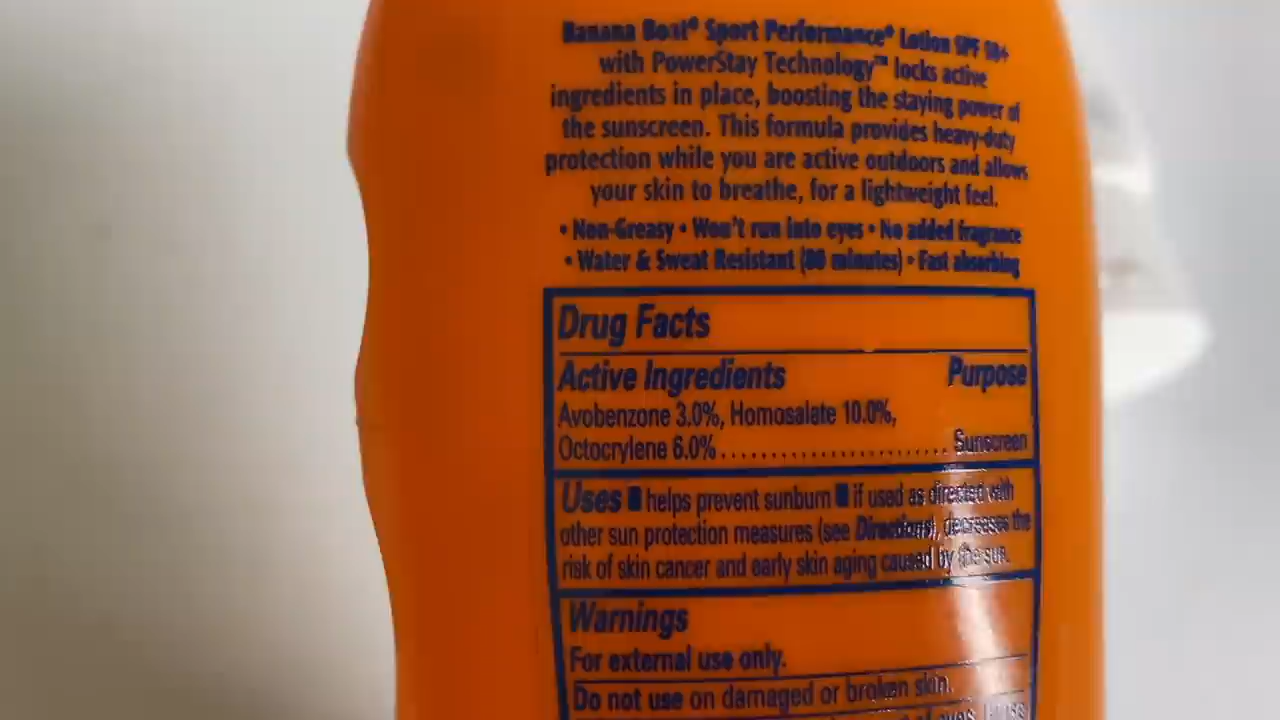 Banana Boat® Sport Performance® Lotion SPF 50+
with PowerStay Technology™ locks active
ingredients in place, boosting the staying power of
the sunscreen. This formula provides heavy-duty
protection while you are active outdoors and allows
your skin to breathe, for a lightweight feel.
• Non-Greasy • Won't run into eyes • No added fragrance
• Water & Sweat Resistant (80 minutes) • Fast absorbing
Drug Facts
Active Ingredients Purpose
Avobenzone 3.0%, Homosalate 10.0%,
Octocrylene 6.0% ........................ Sunscreen
Uses ■ helps prevent sunburn ■ if used as directed with
other sun protection measures (see Directions), decreases the
risk of skin cancer and early skin aging caused by the sun.
Warnings
For external use only.
Do not use on damaged or broken skin.